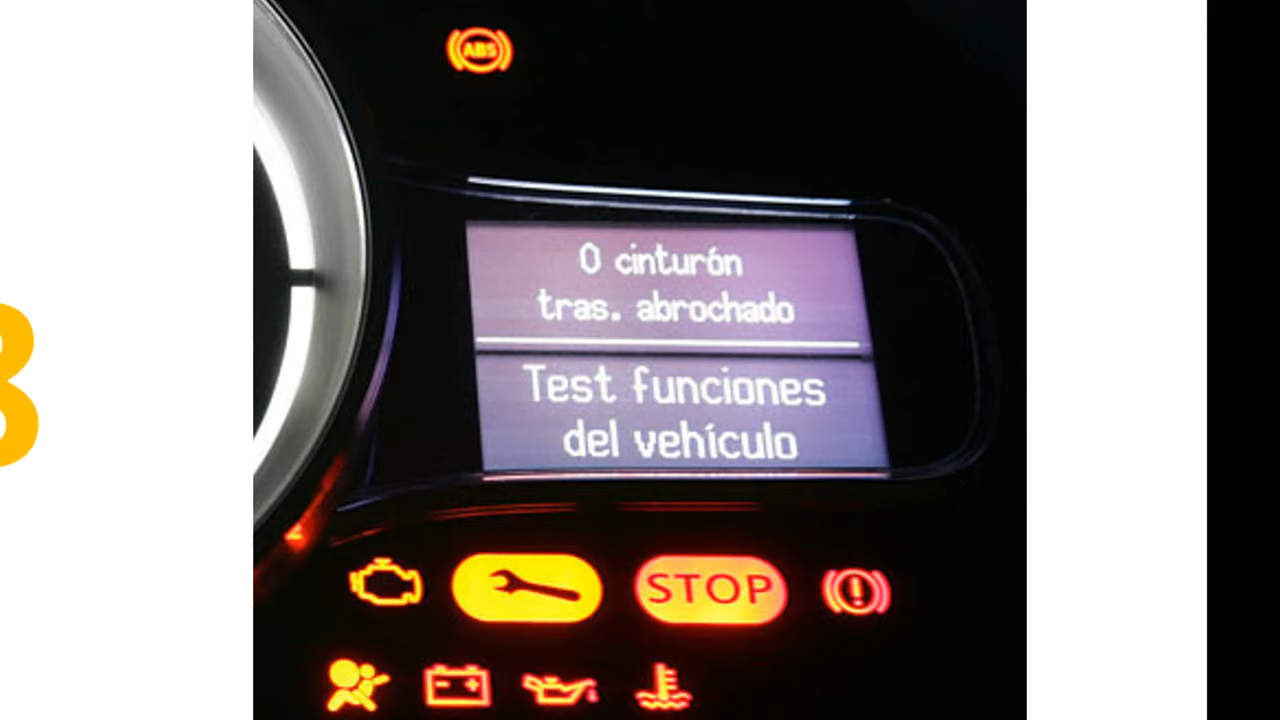 ABS
0 cinturón
tras. abrochado
Test funciones
del vehículo
STOP